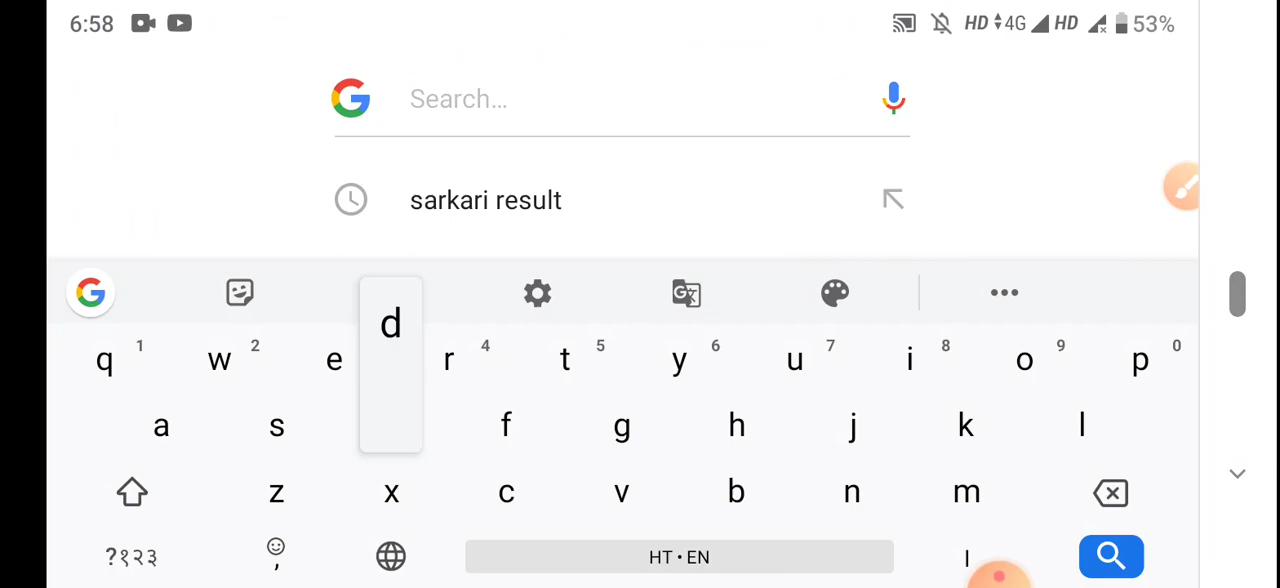 6:58 HD 4G HD 53%
Search…
sarkari result
d
q 1 w 2 e r 4 t 5 y 6 u 7 i 8 o 9 p 0
a s f g h j k l
z x c v b n m
?१२३ , HT • EN ।